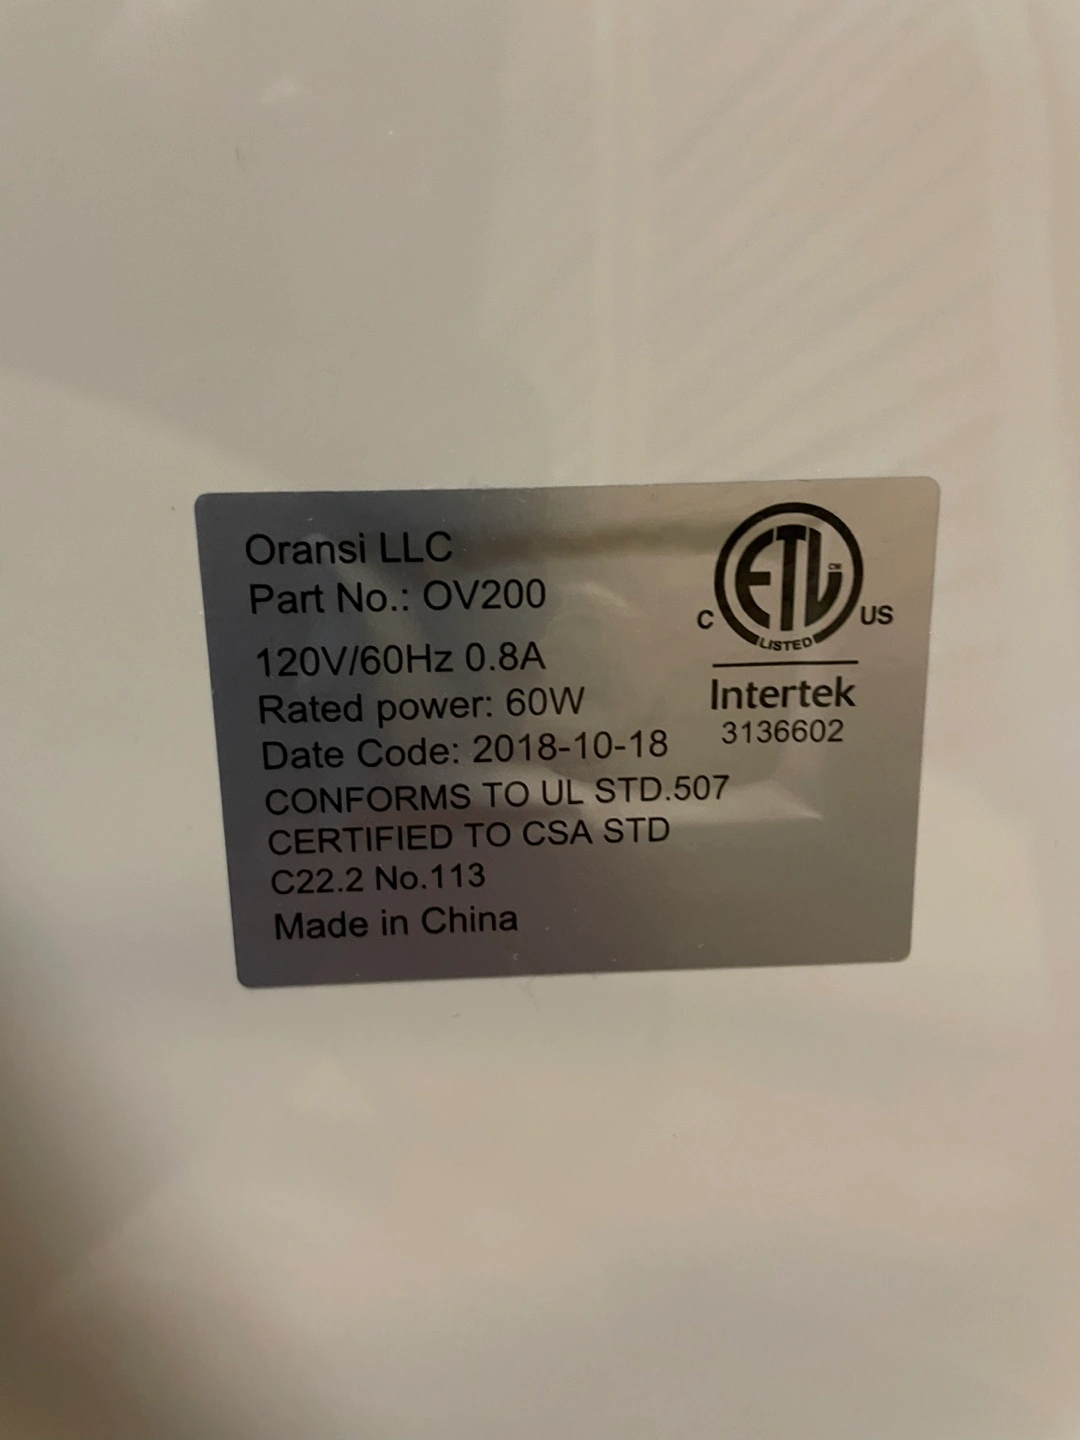 Oransi LLC
Part No.: OV200
120V/60Hz 0.8A
Rated power: 60W
Date Code: 2018-10-18
CONFORMS TO UL STD.507
CERTIFIED TO CSA STD
C22.2 No.113
Made in China
ETL CM
C US
LISTED
Intertek
3136602